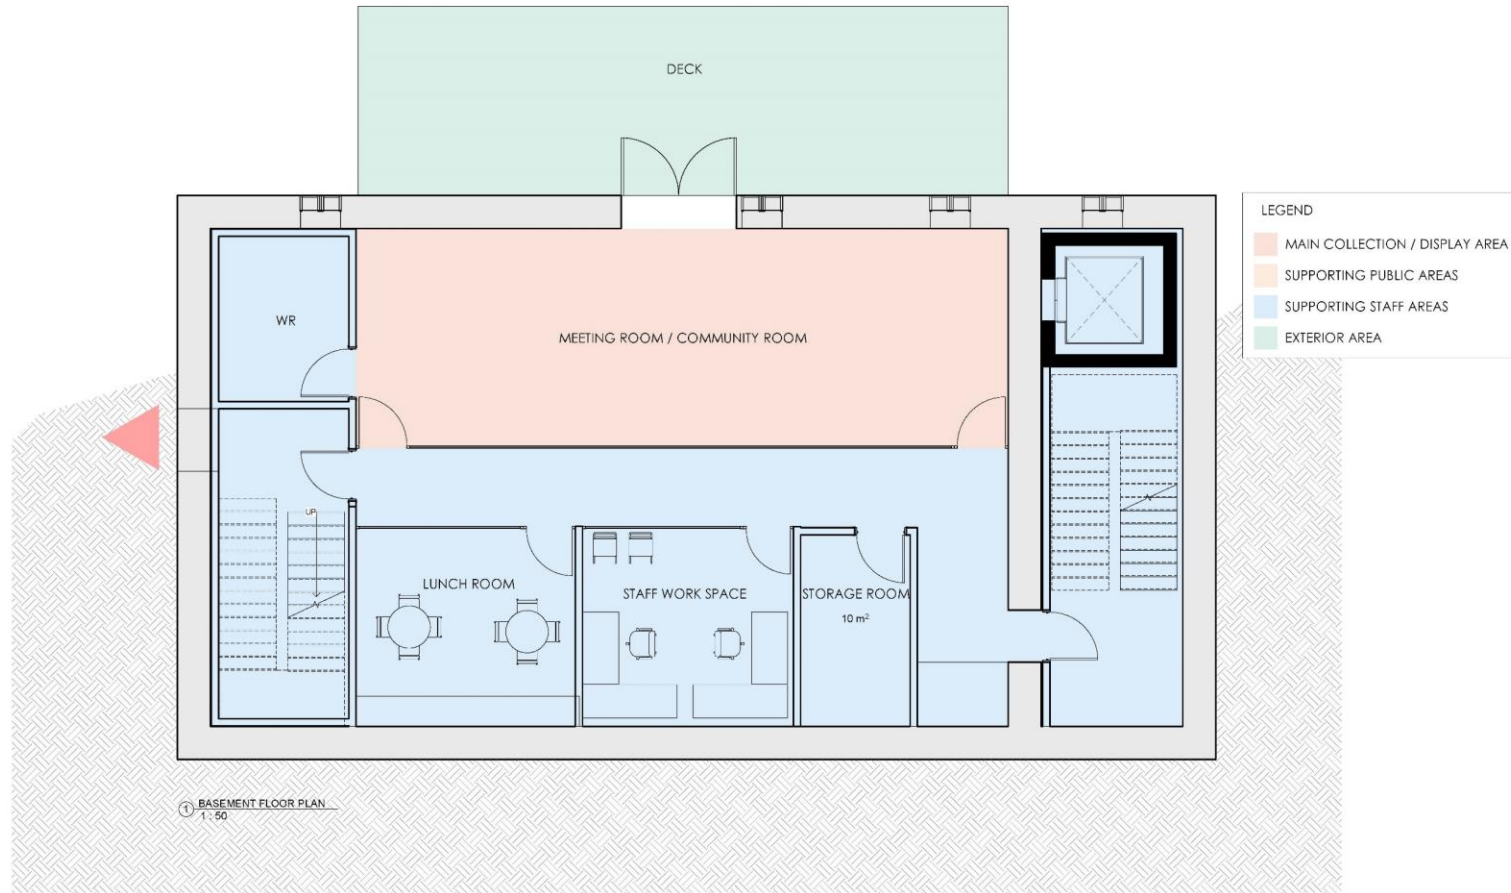 DECK
LEGEND
MAIN COLLECTION / DISPLAY AREA
SUPPORTING PUBLIC AREAS
SUPPORTING STAFF AREAS
EXTERIOR AREA
WR
MEETING ROOM / COMMUNITY ROOM
UP
LUNCH ROOM
STAFF WORK SPACE
STORAGE ROOM
10 m²
1 BASEMENT FLOOR PLAN
1 : 50